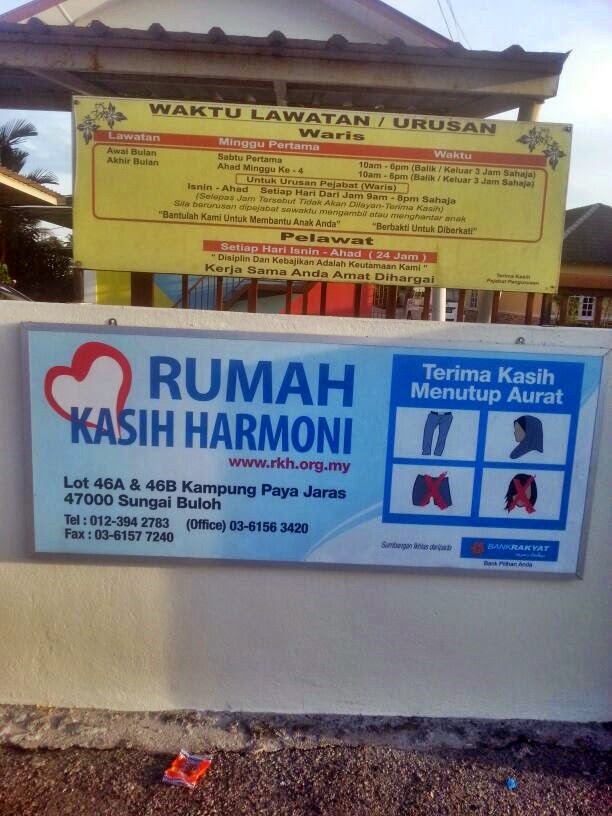 WAKTU LAWATAN / URUSAN
Waris
Lawatan Minggu Pertama Waktu
Awal Bulan Sabtu Pertama 10am - 6pm (Balik / Keluar 3 Jam Sahaja)
Akhir Bulan Ahad Minggu Ke - 4 10am - 6pm (Balik / Keluar 3 Jam Sahaja)
Untuk Urusan Pejabat (Waris)
Isnin - Ahad Setiap Hari Dari Jam 9am - 8pm Sahaja
(Selepas Jam Tersebut Tidak Akan Dilayan-Terima Kasih)
Sila berurusan dipejabat sewaktu mengambil atau menghantar anak
"Bantulah Kami Untuk Membantu Anak Anda" "Berbakti Untuk Diberkati"
Pelawat
Setiap Hari Isnin - Ahad ( 24 Jam )
" Disiplin Dan Kebajikan Adalah Keutamaan Kami "
Kerja Sama Anda Amat Dihargai
Terima Kasih
Pejabat Pengurusan
RUMAH
KASIH HARMONI
www.rkh.org.my
Lot 46A & 46B Kampung Paya Jaras
47000 Sungai Buloh
Tel : 012-394 2783 (Office) 03-6156 3420
Fax : 03-6157 7240
Terima Kasih
Menutup Aurat
Sumbangan Ikhlas daripada
BANKRAKYAT
Bank Pilihan Anda